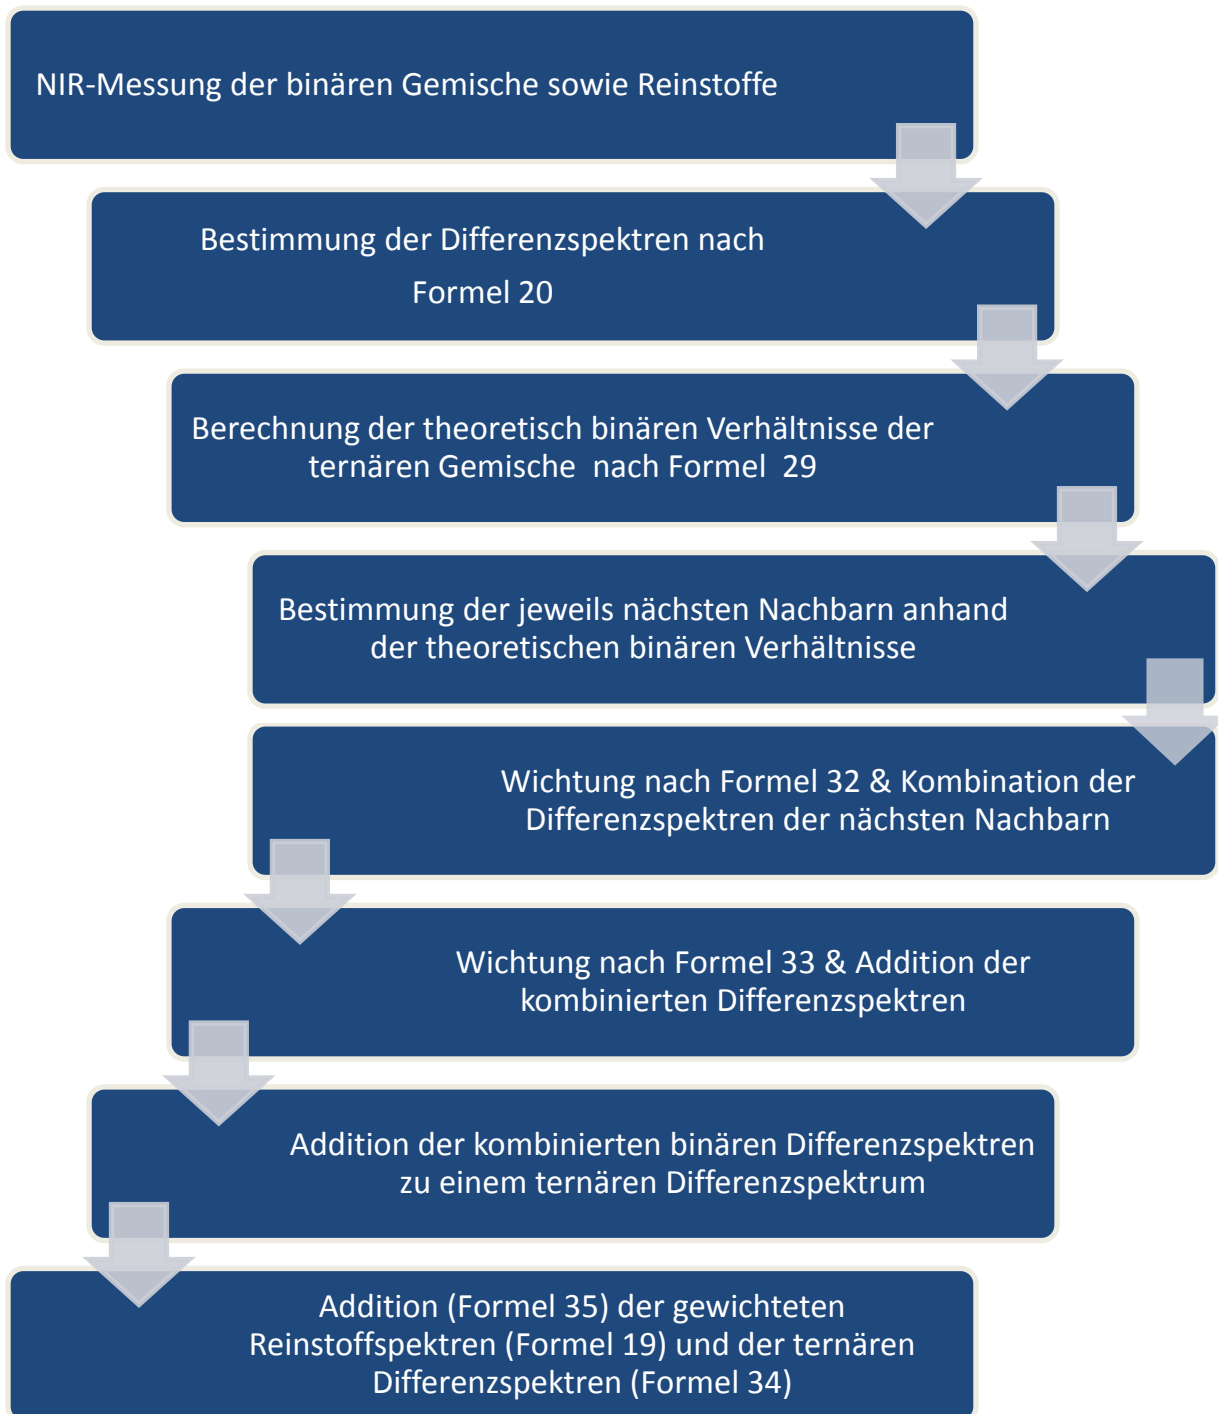 NIR-Messung der binären Gemische sowie Reinstoffe
Bestimmung der Differenzspektren nach
Formel 20
Berechnung der theoretisch binären Verhältnisse der
ternären Gemische nach Formel 29
Bestimmung der jeweils nächsten Nachbarn anhand
der theoretischen binären Verhältnisse
Wichtung nach Formel 32 & Kombination der
Differenzspektren der nächsten Nachbarn
Wichtung nach Formel 33 & Addition der
kombinierten Differenzspektren
Addition der kombinierten binären Differenzspektren
zu einem ternären Differenzspektrum
Addition (Formel 35) der gewichteten
Reinstoffspektren (Formel 19) und der ternären
Differenzspektren (Formel 34)